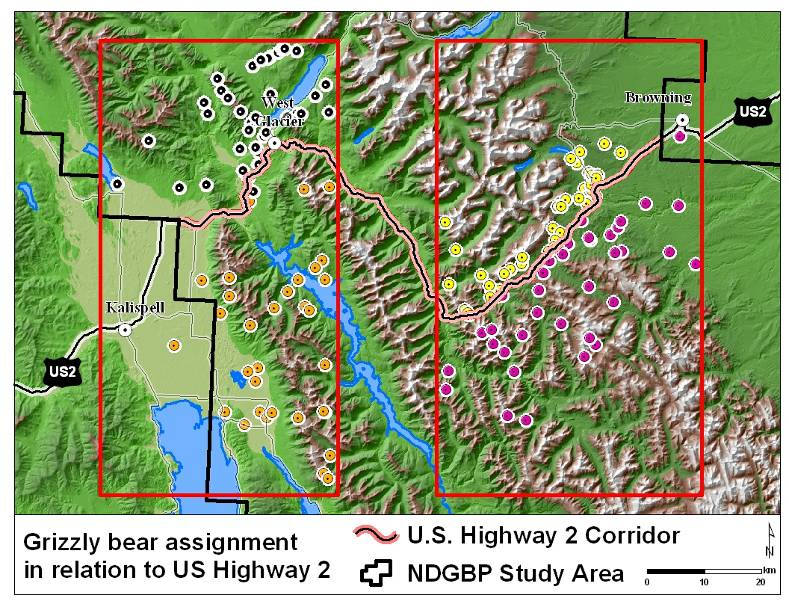 West
Glacier
Browning
US2
Kalispell
US2
Grizzly bear assignment
in relation to US Highway 2
U.S. Highway 2 Corridor
NDGBP Study Area
N
km
0 10 20